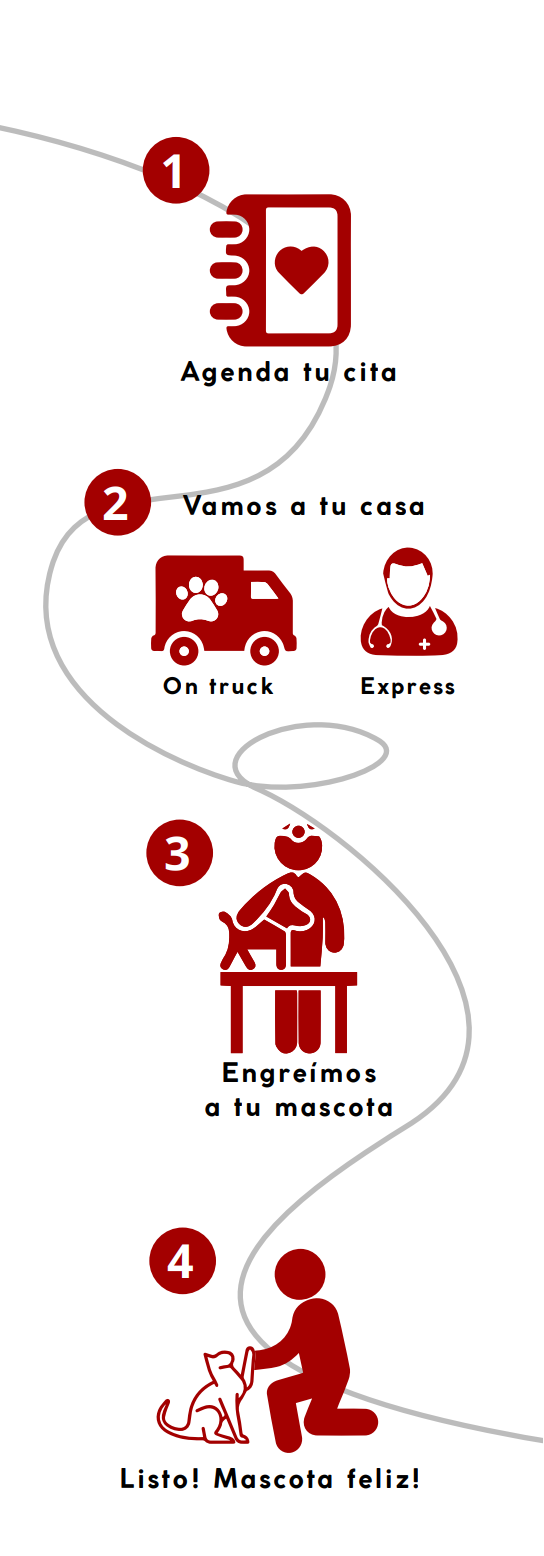 1
Agenda tu cita
2
Vamos a tu casa
On truck
Express
3
Engreímos
a tu mascota
4
Listo! Mascota feliz!